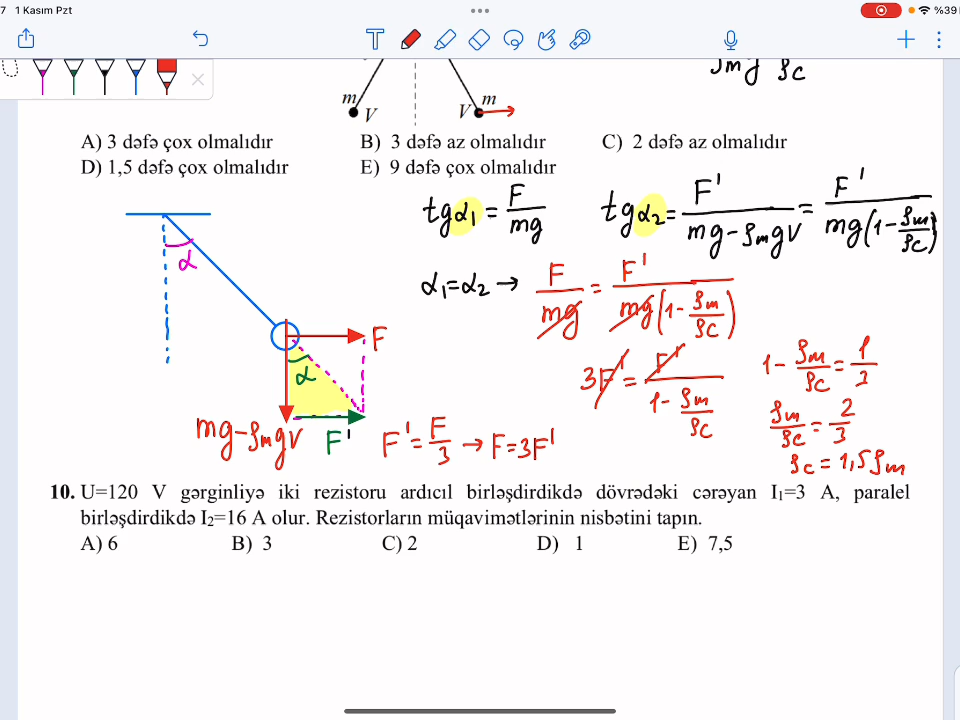 7 1 Kasım Pzt
%39
ρmg ρc
m m
V V
A) 3 dəfə çox olmalıdır B) 3 dəfə az olmalıdır C) 2 dəfə az olmalıdır
D) 1,5 dəfə çox olmalıdır E) 9 dəfə çox olmalıdır
tgα₁ = F/mg tgα₂ = F'/(mg-ρmgV) = F'/(mg(1-ρm/ρc))
α
α₁=α₂ → F/mg = F'/(mg(1-ρm/ρc))
F
α
3F' = F'/(1-ρm/ρc)
1-ρm/ρc = 1/3
ρm/ρc = 2/3
ρc = 1,5ρm
mg-ρmgV F' F' = F/3 → F=3F'
10. U=120 V gərginliyə iki rezistoru ardıcıl birləşdirdikdə dövrədəki cərəyan I₁=3 A, paralel
birləşdirdikdə I₂=16 A olur. Rezistorların müqavimətlərinin nisbətini tapın.
A) 6 B) 3 C) 2 D) 1 E) 7,5